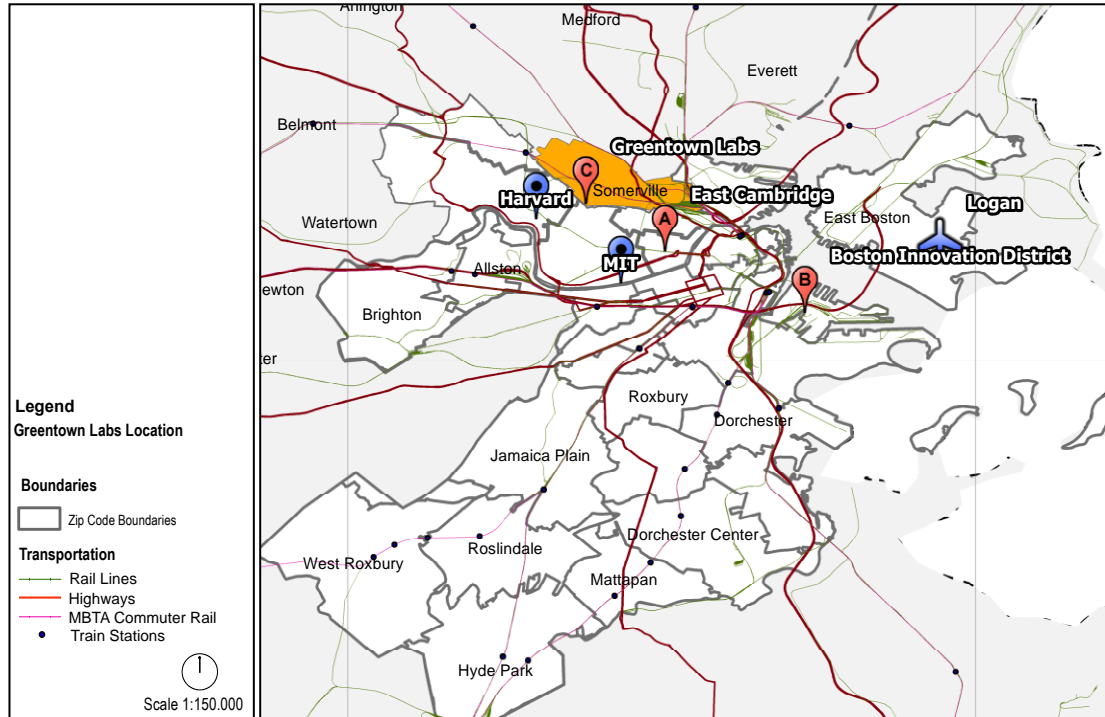 Legend
Greentown Labs Location
Boundaries
Zip Code Boundaries
Transportation
Rail Lines
Highways
MBTA Commuter Rail
Train Stations
Scale 1:150.000
Arlington
Medford
Everett
Belmont
Greentown Labs
C
Somerville
Harvard
East Cambridge
Logan
Watertown
A
East Boston
MIT
Boston Innovation District
Allston
B
ewton
Brighton
ter
Roxbury
Dorchester
Jamaica Plain
Dorchester Center
Roslindale
West Roxbury
Mattapan
Hyde Park